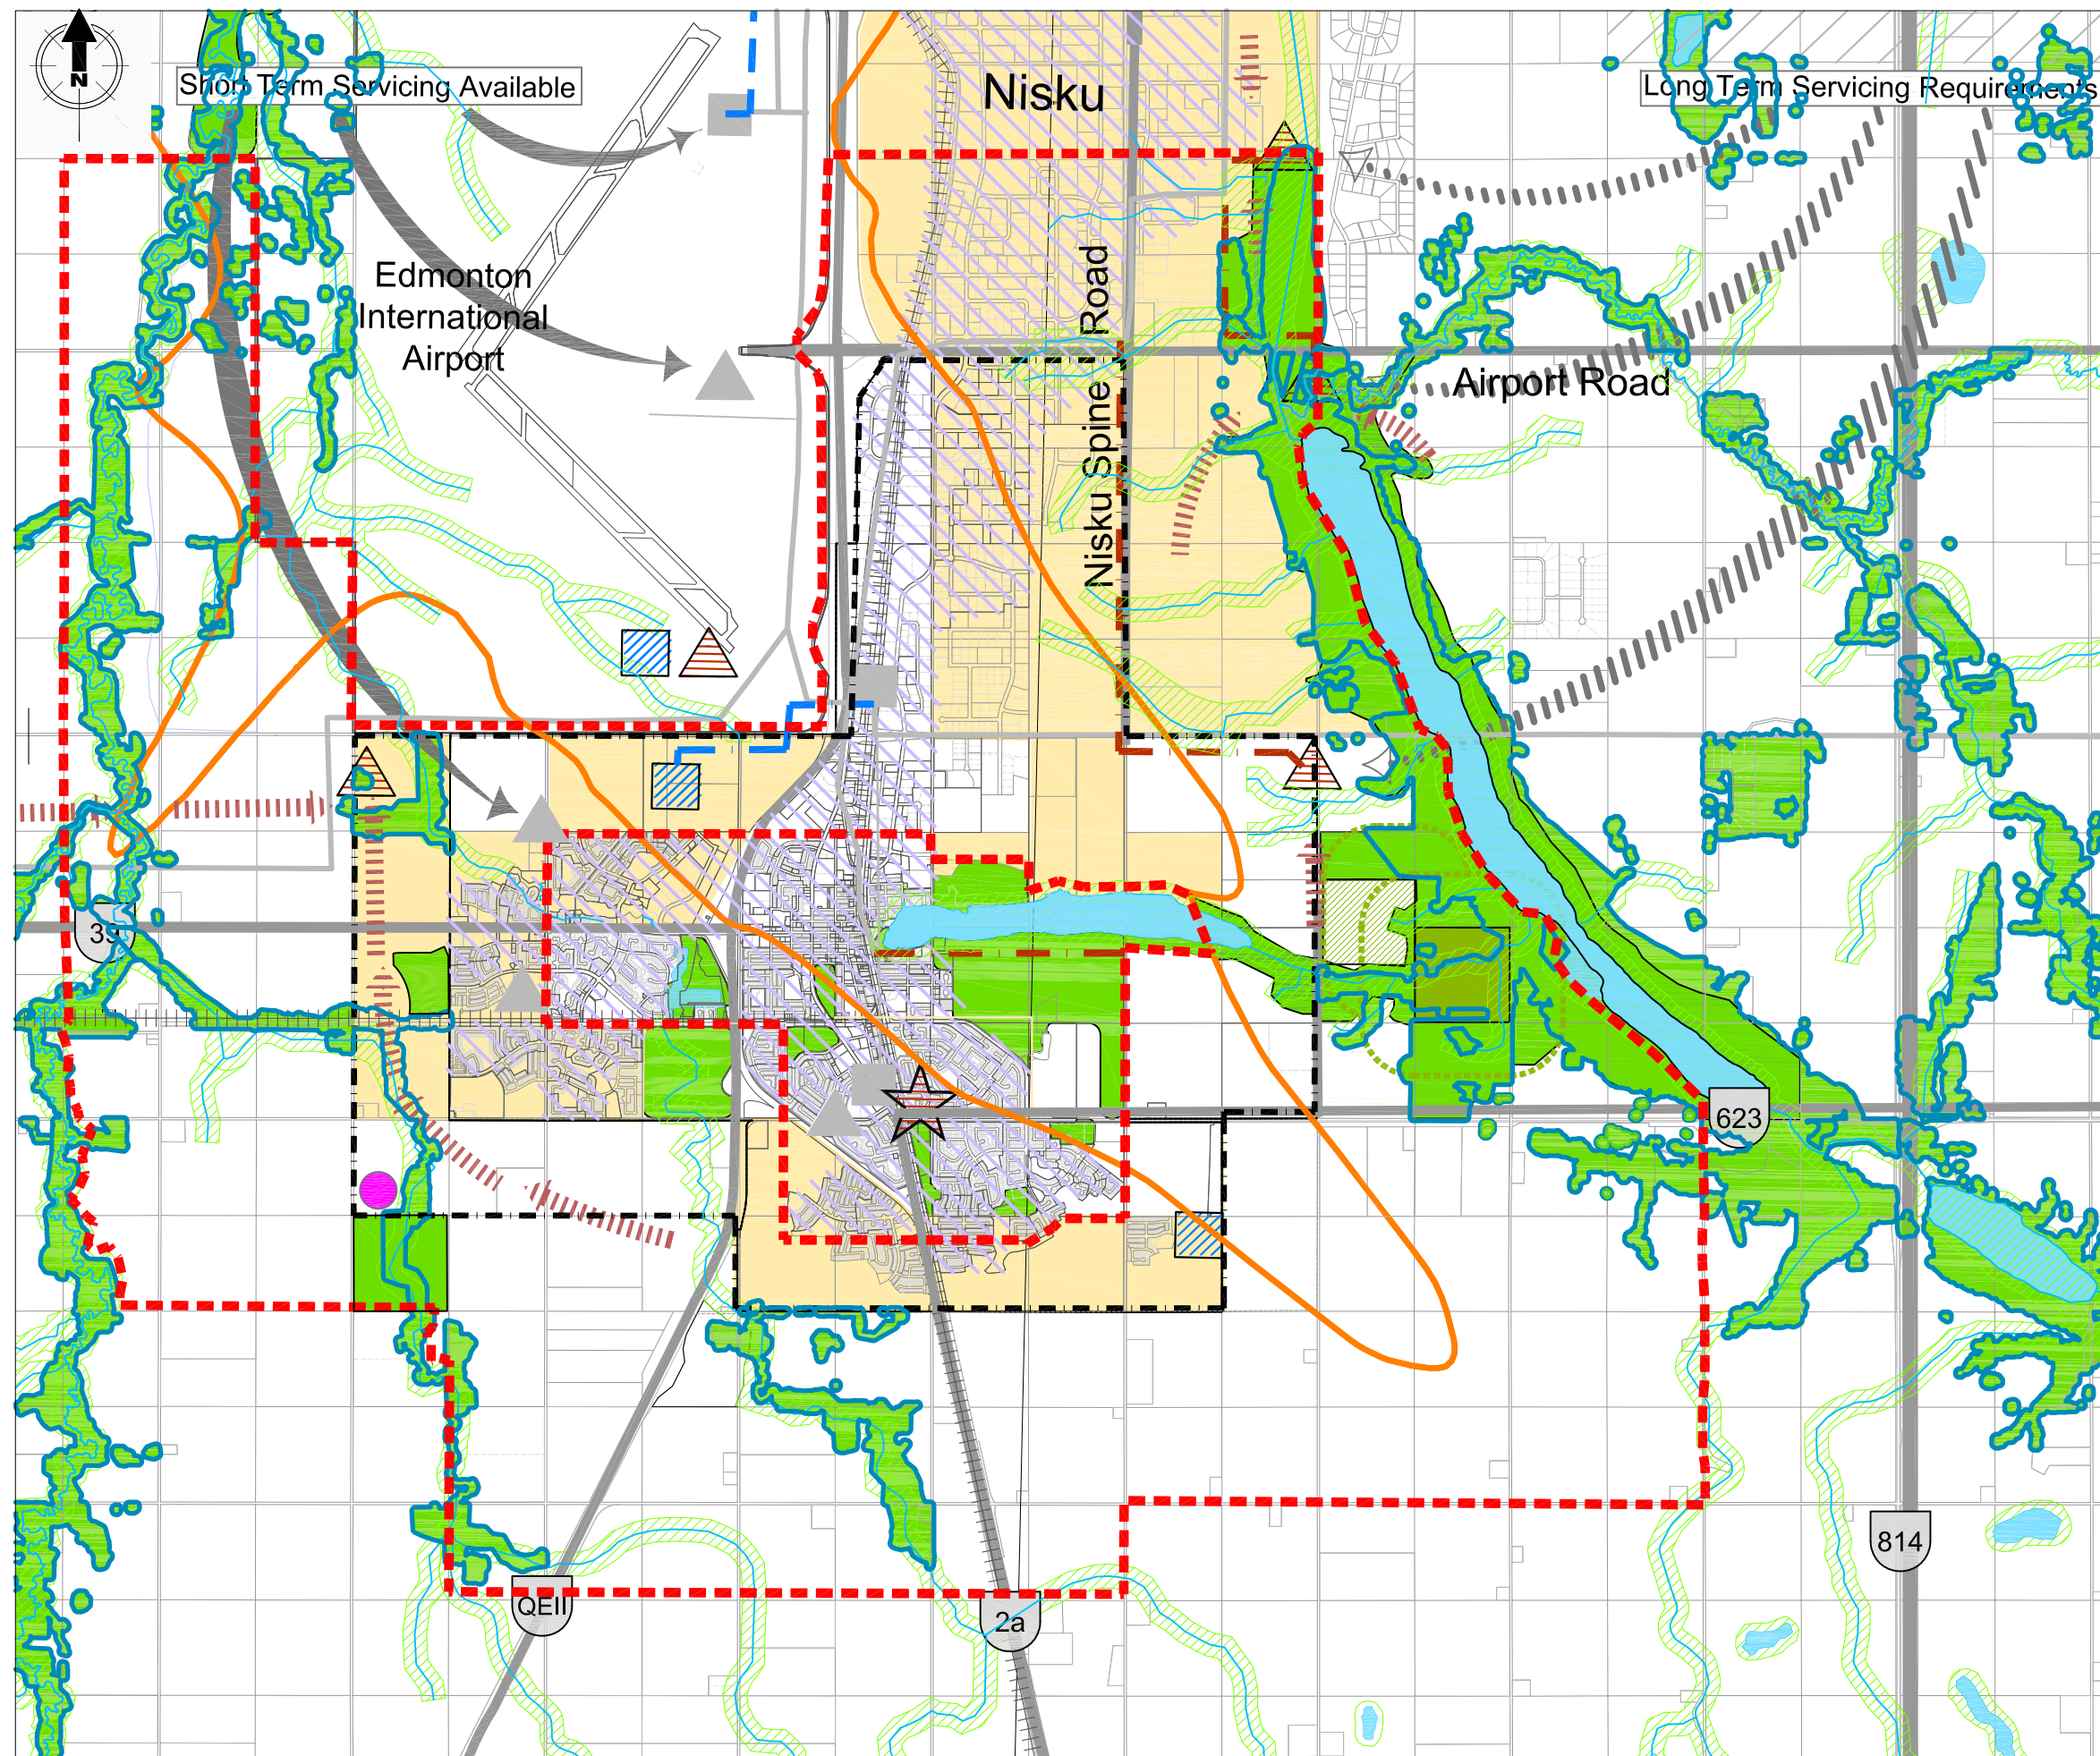 N
Short Term Servicing Available
Nisku
Long Term Servicing Requirements
Edmonton
International
Airport
Nisku Spine Road
Airport Road
39
623
814
QEII
2a